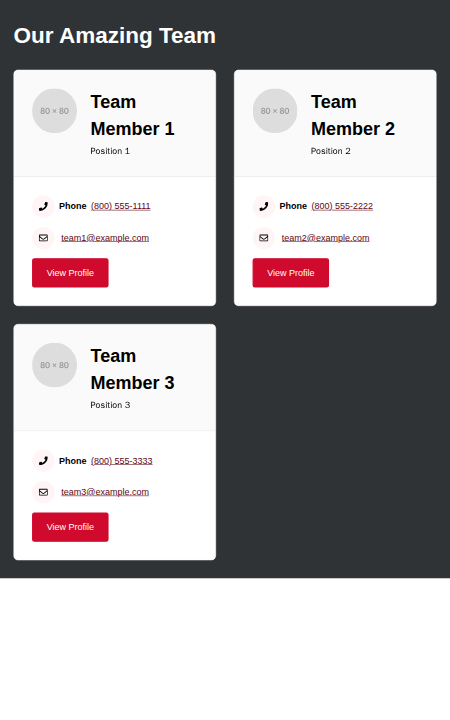 Our Amazing Team
80 × 80
Team
Member 1
Position 1
Phone (800) 555-1111
team1@example.com
View Profile
80 × 80
Team
Member 2
Position 2
Phone (800) 555-2222
team2@example.com
View Profile
80 × 80
Team
Member 3
Position 3
Phone (800) 555-3333
team3@example.com
View Profile